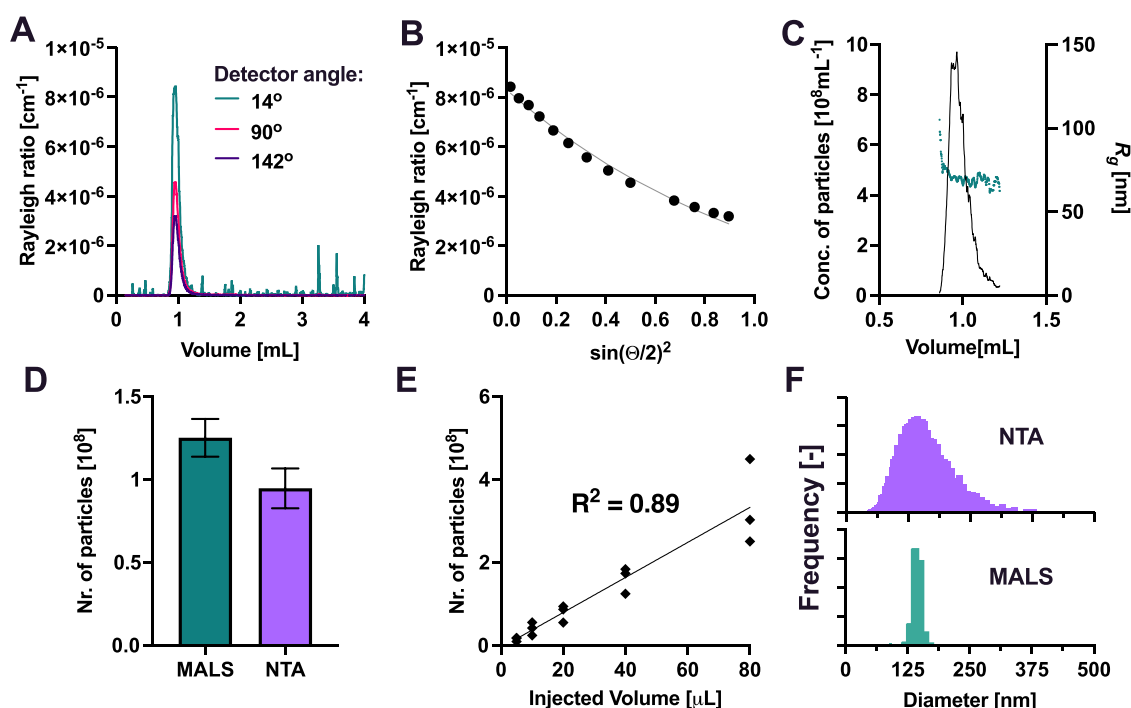 A
Rayleigh ratio [cm⁻¹]
1×10⁻⁵
8×10⁻⁶
6×10⁻⁶
4×10⁻⁶
2×10⁻⁶
0
0 1 2 3 4
Volume [mL]
Detector angle:
14°
90°
142°
B
Rayleigh ratio [cm⁻¹]
1×10⁻⁵
8×10⁻⁶
6×10⁻⁶
4×10⁻⁶
2×10⁻⁶
0
0.0 0.2 0.4 0.6 0.8 1.0
sin(Θ/2)²
C
Conc. of particles [10⁸mL⁻¹]
10
8
6
4
2
0
0.5 1.0 1.5
Volume[mL]
150
100
50
0
Rg [nm]
D
Nr. of particles [10⁸]
1.5
1
0.5
0.0
MALS NTA
E
Nr. of particles [10⁸]
6
4
2
0
R² = 0.89
0 20 40 60 80
Injected Volume [μL]
F
Frequency [-]
NTA
MALS
0 125 250 375 500
Diameter [nm]